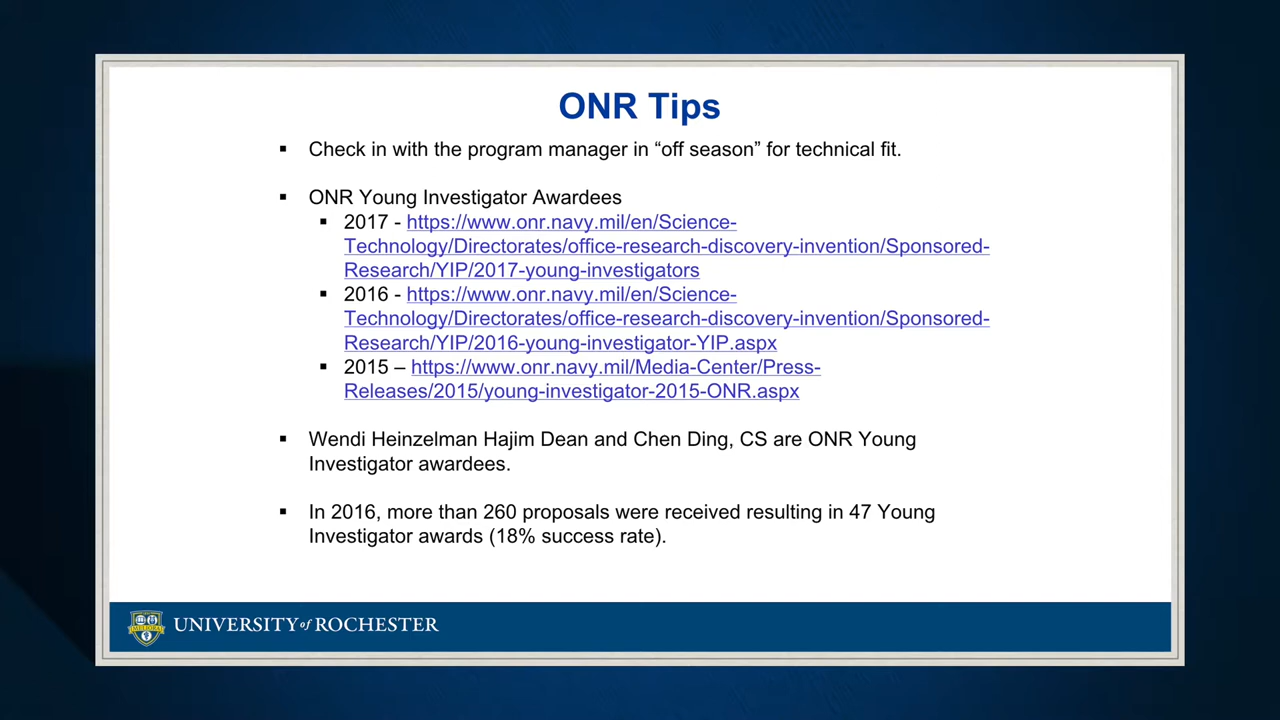 ONR Tips
▪ Check in with the program manager in “off season” for technical fit.
▪ ONR Young Investigator Awardees
▪ 2017 - https://www.onr.navy.mil/en/Science-
Technology/Directorates/office-research-discovery-invention/Sponsored-
Research/YIP/2017-young-investigators
▪ 2016 - https://www.onr.navy.mil/en/Science-
Technology/Directorates/office-research-discovery-invention/Sponsored-
Research/YIP/2016-young-investigator-YIP.aspx
▪ 2015 – https://www.onr.navy.mil/Media-Center/Press-
Releases/2015/young-investigator-2015-ONR.aspx
▪ Wendi Heinzelman Hajim Dean and Chen Ding, CS are ONR Young
Investigator awardees.
▪ In 2016, more than 260 proposals were received resulting in 47 Young
Investigator awards (18% success rate).
MELIORA
UNIVERSITY of ROCHESTER